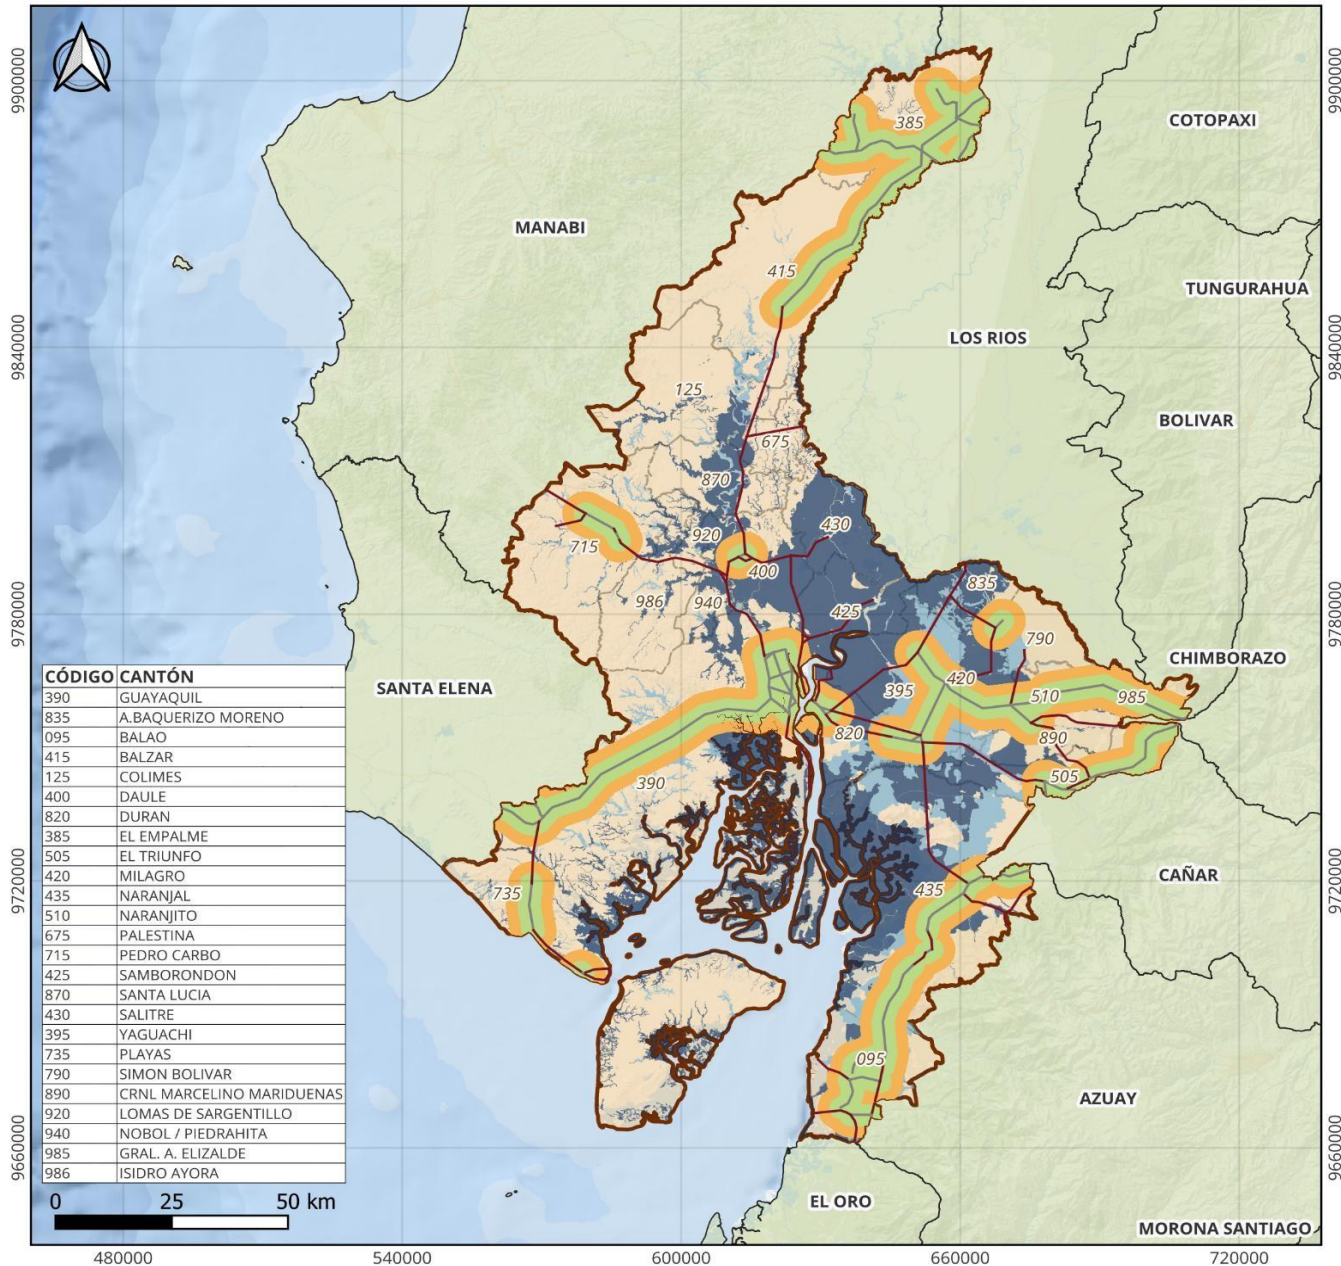 9900000
9900000
COTOPAXI
385
MANABI
415
TUNGURAHUA
LOS RIOS
9840000
9840000
125
BOLIVAR
675
870
430
920
715
400
835
986
940
425
9780000
9780000
790
CHIMBORAZO
SANTA ELENA
395
420
510
985
820
890
505
390
CÓDIGO CANTÓN
390 GUAYAQUIL
835 A.BAQUERIZO MORENO
095 BALAO
415 BALZAR
125 COLIMES
400 DAULE
820 DURAN
385 EL EMPALME
505 EL TRIUNFO
420 MILAGRO
435 NARANJAL
510 NARANJITO
675 PALESTINA
715 PEDRO CARBO
425 SAMBORONDON
870 SANTA LUCIA
430 SALITRE
395 YAGUACHI
735 PLAYAS
790 SIMON BOLIVAR
890 CRNL MARCELINO MARIDUENAS
920 LOMAS DE SARGENTILLO
940 NOBOL / PIEDRAHITA
985 GRAL. A. ELIZALDE
986 ISIDRO AYORA
9720000
9720000
CAÑAR
735
435
095
AZUAY
9660000
9660000
0 25 50 km
EL ORO
MORONA SANTIAGO
480000 540000 600000 660000 720000